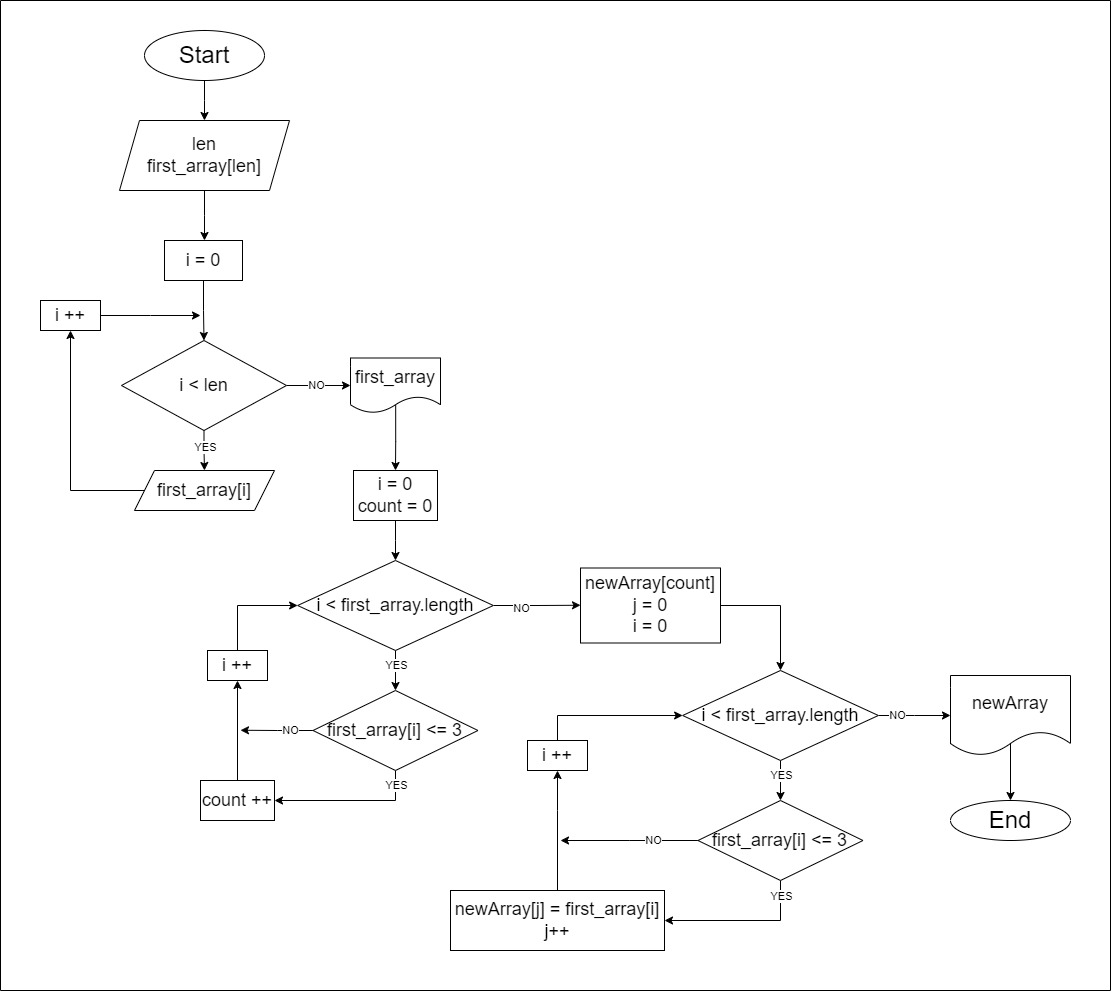 Start
len
first_array[len]
i = 0
i ++
i < len
NO
first_array
YES
first_array[i]
i = 0
count = 0
i < first_array.length
NO
newArray[count]
j = 0
i = 0
i ++
YES
first_array[i] <= 3
NO
YES
count ++
i < first_array.length
NO
newArray
i ++
YES
End
first_array[i] <= 3
NO
YES
newArray[j] = first_array[i]
j++